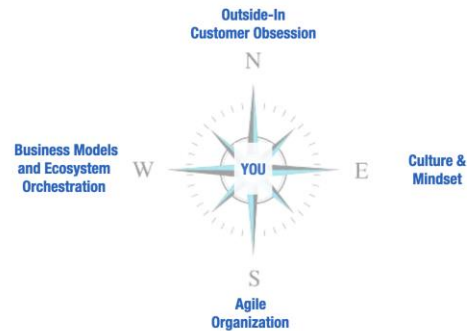 Outside-In
Customer Obsession
N
Business Models
and Ecosystem
Orchestration
W
YOU
E
Culture &
Mindset
S
Agile
Organization